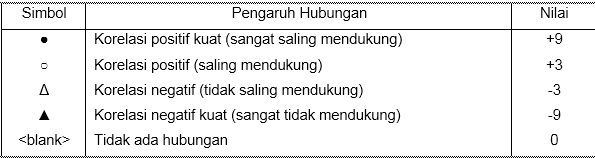 Simbol Pengaruh Hubungan Nilai
● Korelasi positif kuat (sangat saling mendukung) +9
○ Korelasi positif (saling mendukung) +3
Δ Korelasi negatif (tidak saling mendukung) -3
▲ Korelasi negatif kuat (sangat tidak mendukung) -9
<blank> Tidak ada hubungan 0